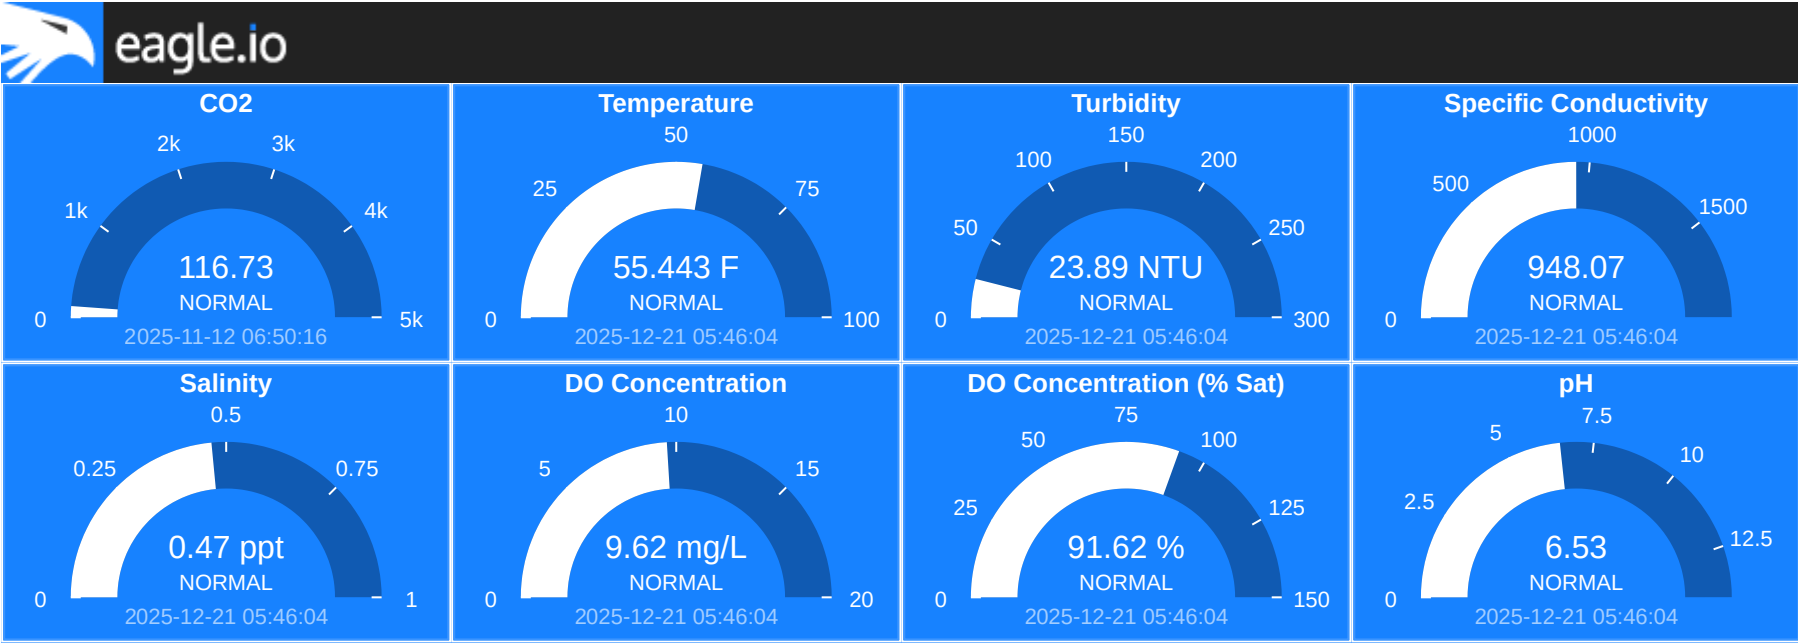 eagle.io
CO2
0
1k
2k
3k
4k
5k
116.73
NORMAL
2025-11-12 06:50:16
Temperature
0
25
50
75
100
55.443 F
NORMAL
2025-12-21 05:46:04
Turbidity
0
50
100
150
200
250
300
23.89 NTU
NORMAL
2025-12-21 05:46:04
Specific Conductivity
0
500
1000
1500
948.07
NORMAL
2025-12-21 05:46:04
Salinity
0
0.25
0.5
0.75
1
0.47 ppt
NORMAL
2025-12-21 05:46:04
DO Concentration
0
5
10
15
20
9.62 mg/L
NORMAL
2025-12-21 05:46:04
DO Concentration (% Sat)
0
25
50
75
100
125
150
91.62 %
NORMAL
2025-12-21 05:46:04
pH
0
2.5
5
7.5
10
12.5
6.53
NORMAL
2025-12-21 05:46:04